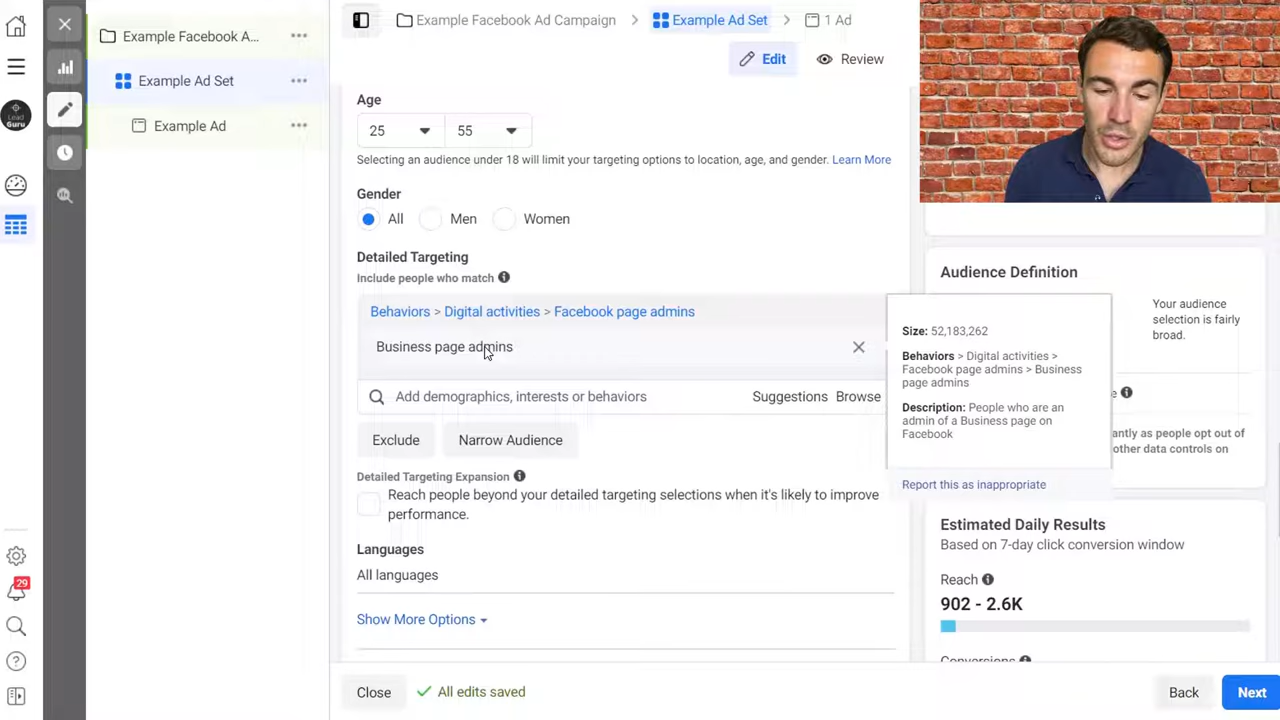 Example Facebook Ad Campaign > Example Ad Set > 1 Ad
Example Facebook A... ...
Edit Review
Example Ad Set ...
Example Ad ...
Lead
Guru
Age
25 55
Selecting an audience under 18 will limit your targeting options to location, age, and gender. Learn More
Gender
All Men Women
Detailed Targeting
Include people who match
Behaviors > Digital activities > Facebook page admins
Business page admins
Add demographics, interests or behaviors Suggestions Browse
Exclude Narrow Audience
Detailed Targeting Expansion
Reach people beyond your detailed targeting selections when it's likely to improve
performance.
Languages
All languages
Show More Options
Close All edits saved Back Next
29
Audience Definition
Your audience
selection is fairly
broad.
Size: 52,183,262
Behaviors > Digital activities >
Facebook page admins > Business
page admins
Description: People who are an
admin of a Business page on
Facebook
Report this as inappropriate
e
antly as people opt out of
other data controls on
Estimated Daily Results
Based on 7-day click conversion window
Reach
902 - 2.6K
Conversions